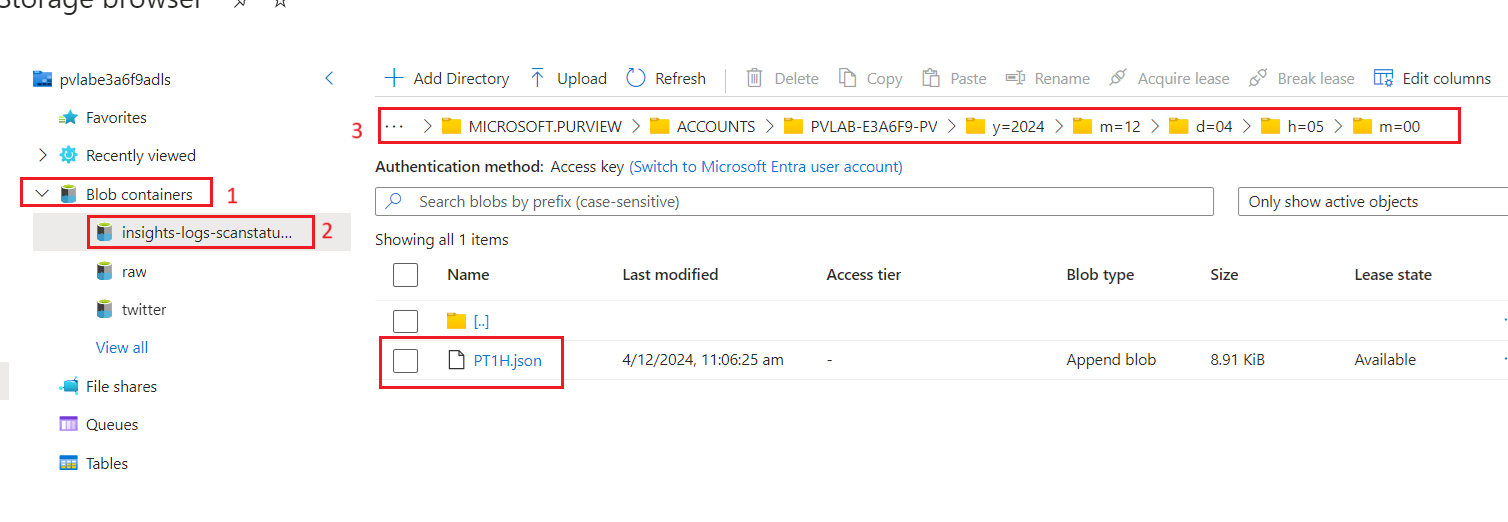 Storage browser
pvlabe3a6f9adls
Favorites
Recently viewed
Blob containers 1
insights-logs-scanstatu... 2
raw
twitter
View all
File shares
Queues
Tables
Add Directory Upload Refresh Delete Copy Paste Rename Acquire lease Break lease Edit columns
3 ··· > MICROSOFT.PURVIEW > ACCOUNTS > PVLAB-E3A6F9-PV > y=2024 > m=12 > d=04 > h=05 > m=00
Authentication method: Access key (Switch to Microsoft Entra user account)
Search blobs by prefix (case-sensitive) Only show active objects
Showing all 1 items
Name Last modified Access tier Blob type Size Lease state
[..]
PT1H.json 4/12/2024, 11:06:25 am - Append blob 8.91 KiB Available